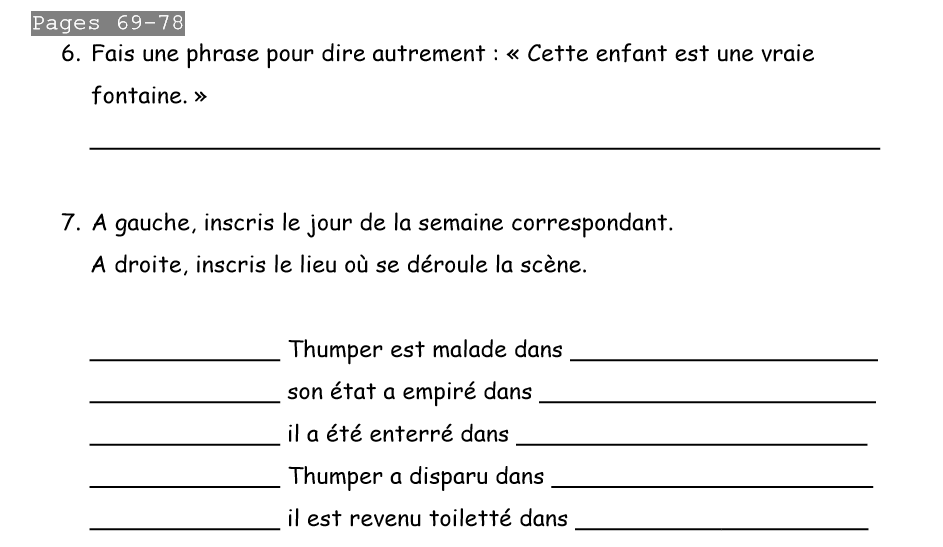 Pages 69-78
6. Fais une phrase pour dire autrement : « Cette enfant est une vraie
fontaine. »
7. A gauche, inscris le jour de la semaine correspondant.
A droite, inscris le lieu où se déroule la scène.
Thumper est malade dans
son état a empiré dans
il a été enterré dans
Thumper a disparu dans
il est revenu toiletté dans